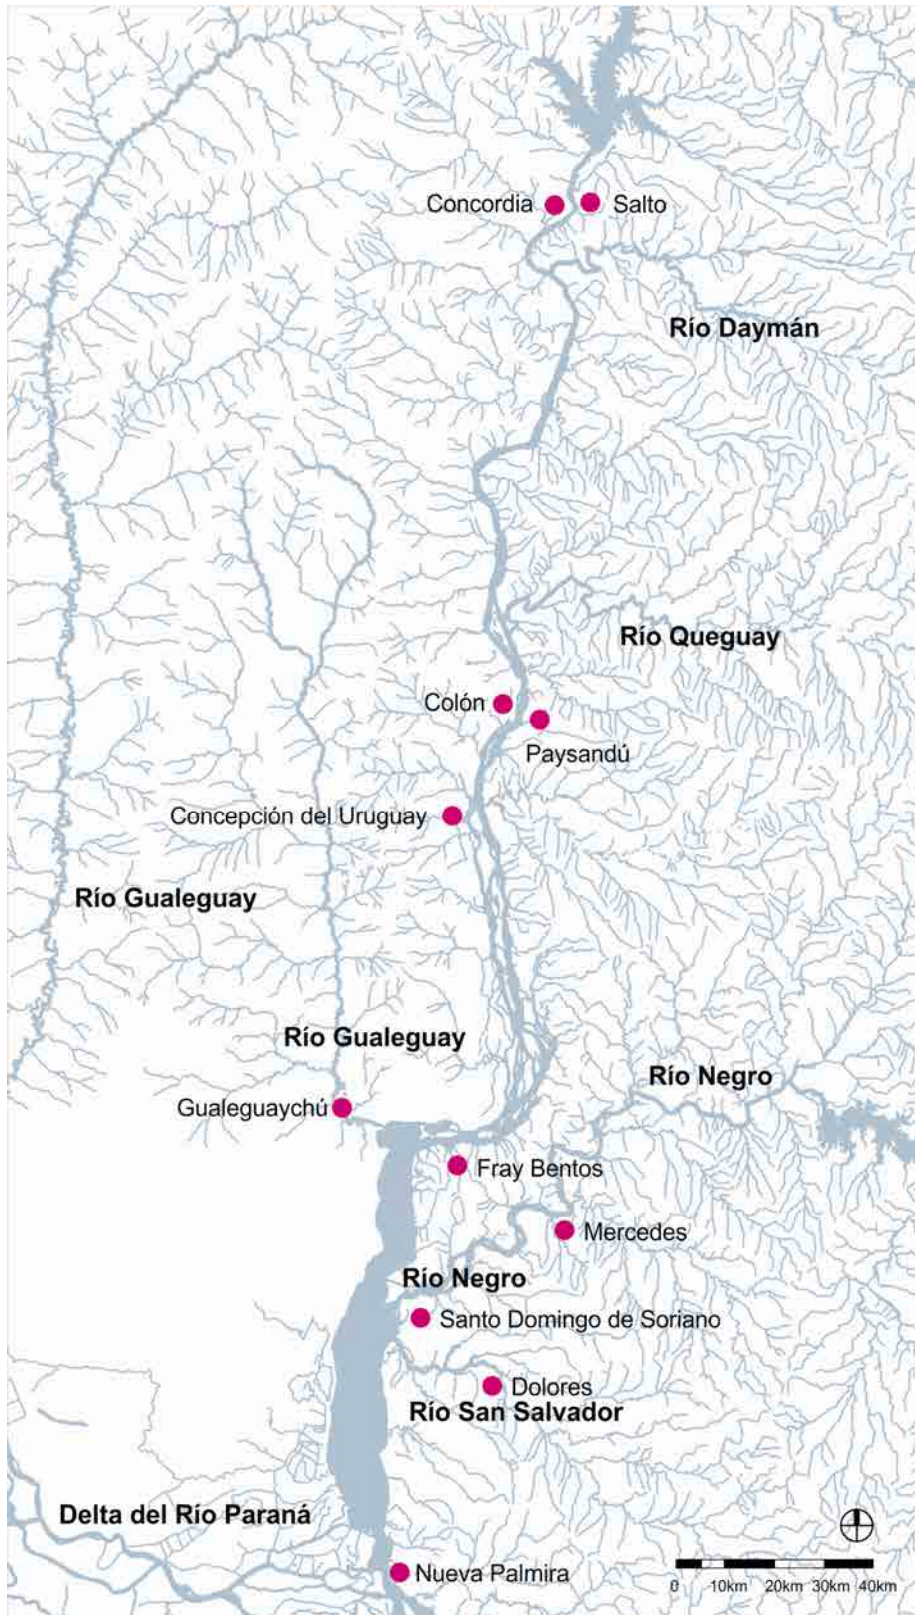 Concordia
Salto
Río Daymán
Río Queguay
Colón
Paysandú
Concepción del Uruguay
Río Gualeguay
Río Gualeguay
Río Negro
Gualeguaychú
Fray Bentos
Mercedes
Río Negro
Santo Domingo de Soriano
Dolores
Río San Salvador
Delta del Río Paraná
Nueva Palmira
0 10km 20km 30km 40km